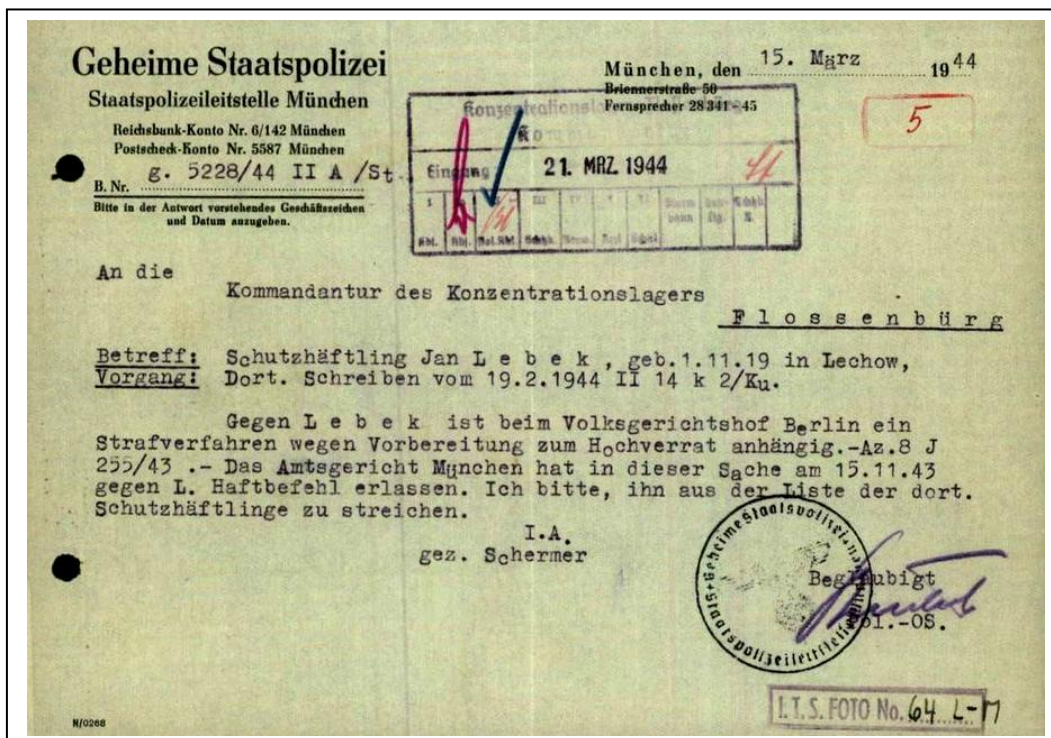 Geheime Staatspolizei
Staatspolizeileitstelle München
Reichsbank-Konto Nr. 6/142 München
Postscheck-Konto Nr. 5587 München
B. Nr. g. 5228/44 II A /St.
Bitte in der Antwort vorstehendes Geschäftszeichen
und Datum anzugeben.
München, den 15. März 1944
Briennerstraße 50
Fernsprecher 28341-45
5
Eingang 21. MRZ. 1944
An die
Kommandantur des Konzentrationslagers
Flossenbürg
Betreff: Schutzhäftling Jan L e b e k , geb.1.11.19 in Lechow,
Vorgang: Dort. Schreiben vom 19.2.1944 II 14 k 2/Ku.
Gegen L e b e k ist beim Volksgerichtshof Berlin ein
Strafverfahren wegen Vorbereitung zum Hochverrat anhängig.-Az.8 J
255/43 .- Das Amtsgericht München hat in dieser Sache am 15.11.43
gegen L. Haftbefehl erlassen. Ich bitte, ihn aus der Liste der dort.
Schutzhäftlinge zu streichen.
I.A.
gez. Schermer
Beglaubigt
Pol.-OS.
I.T.S. FOTO No. 64 L-M
N/0268